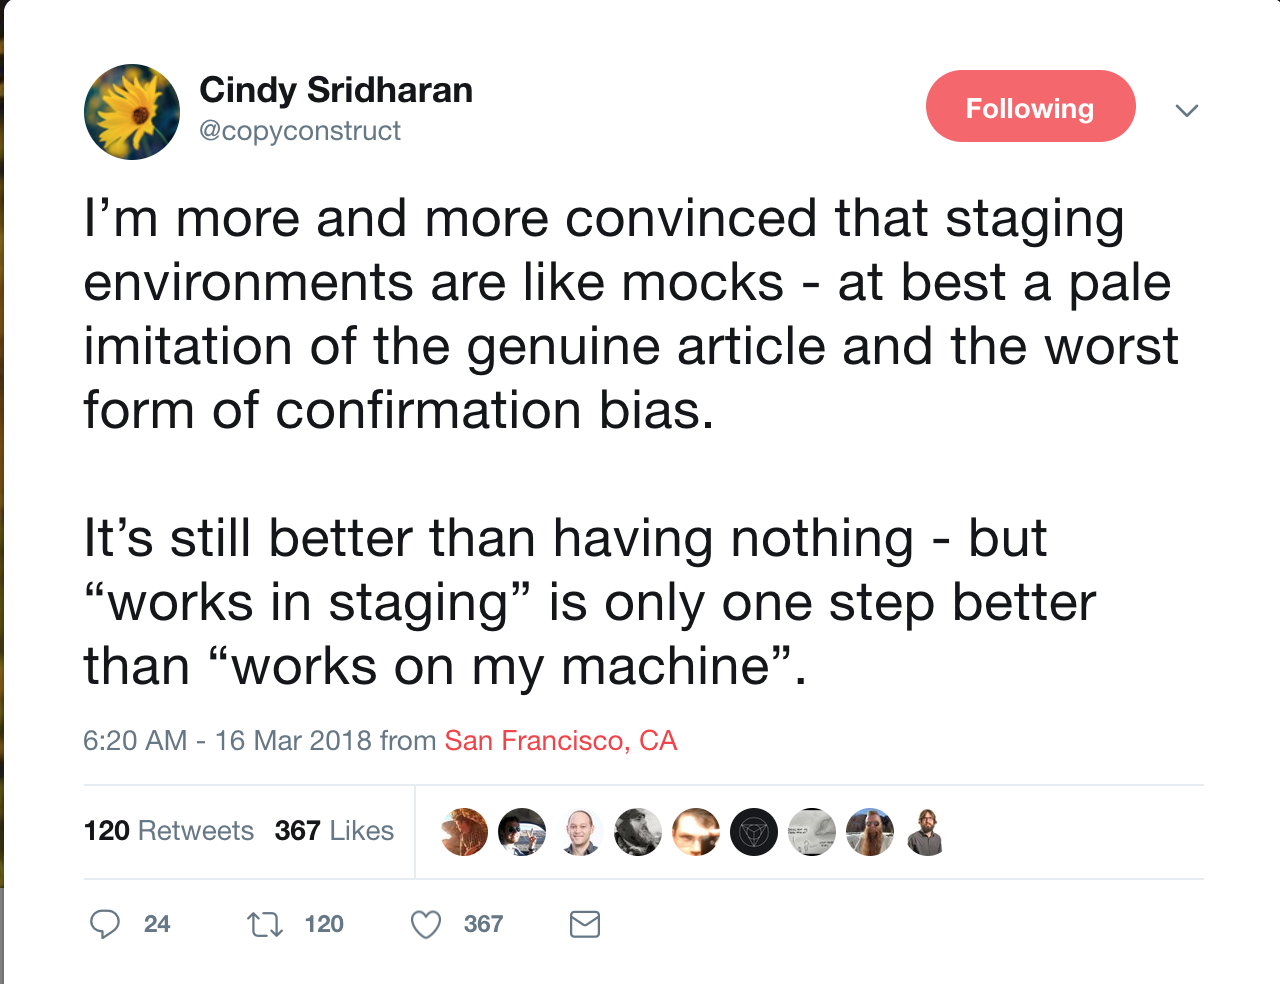 Cindy Sridharan
@copyconstruct
Following
I’m more and more convinced that staging
environments are like mocks - at best a pale
imitation of the genuine article and the worst
form of confirmation bias.
It’s still better than having nothing - but
“works in staging” is only one step better
than “works on my machine”.
6:20 AM - 16 Mar 2018 from San Francisco, CA
120 Retweets 367 Likes
24 120 367